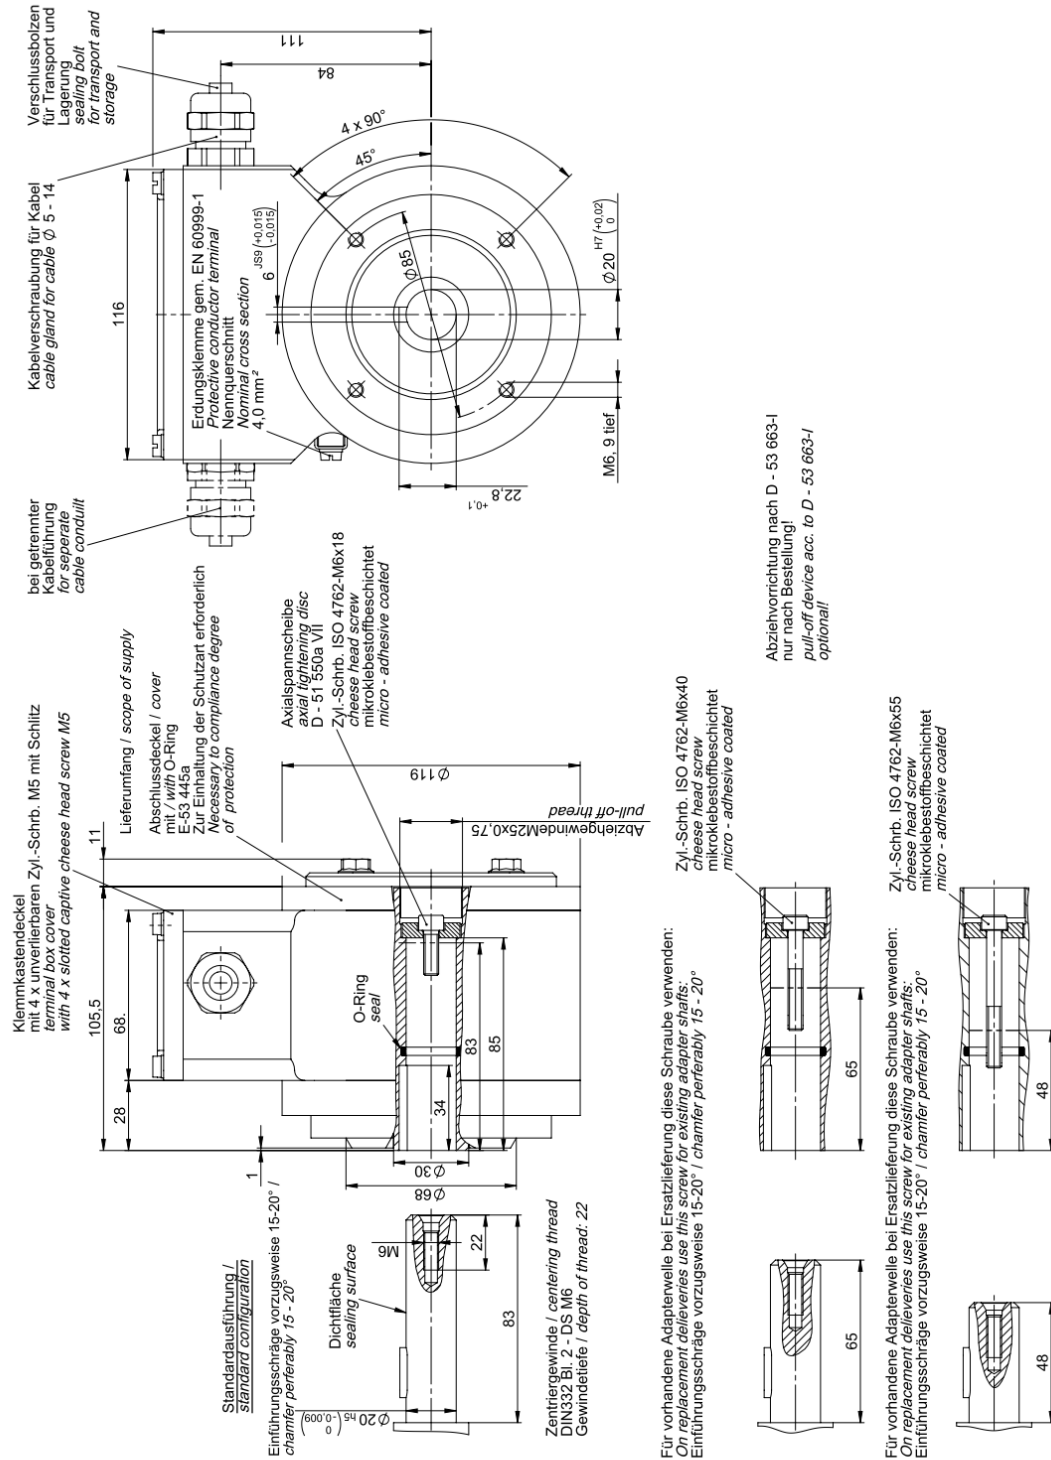 Klemmkastendeckel
mit 4 x unverlierbaren Zyl.-Schrb. M5 mit Schlitz
terminal box cover
with 4 x slotted captive cheese head screw M5
105,5
11
68.
28
1
Lieferumfang / scope of supply
Abschlussdeckel / cover
mit / with O-Ring
E-53 445a
Zur Einhaltung der Schutzart erforderlich
Necessary to compliance degree
of protection
Axialspannscheibe
axial tightening disc
D - 51 550a VII
Zyl.-Schrb. ISO 4762-M6x18
cheese head screw
mikroklebestoffbeschichtet
micro - adhesive coated
O-Ring
seal
83
85
34
Ø30
Ø68
Ø119
AbziehgewindeM25x0,75
pull-off thread
bei getrennter
Kabelführung
for seperate
cable conduilt
Kabelverschraubung für Kabel
cable gland for cable Ø 5 - 14
Verschlussbolzen
für Transport und
Lagerung
sealing bolt
for transport and
storage
116
111
84
Erdungsklemme gem. EN 60999-1
Protective conductor terminal
Nennquerschnitt
Nominal cross section
4,0 mm²
6 JS9 (+0,015 / -0,015)
4 x 90°
45°
Ø85
Ø20 H7 (+0,02 / 0)
M6, 9 tief
22,8 +0,1
Standardausführung /
standard configuration
Einführungsschräge vorzugsweise 15-20° /
chamfer perferably 15 - 20°
Dichtfläche
sealing surface
Ø20 h5 (0 / -0,009)
M6
22
83
Zentriergewinde / centering thread
DIN332 Bl. 2 - DS M6
Gewindetiefe / depth of thread: 22
Für vorhandene Adapterwelle bei Ersatzlieferung diese Schraube verwenden:
On replacement delieveries use this screw for existing adapter shafts:
Einführungsschräge vorzugsweise 15-20° / chamfer perferably 15 - 20°
Zyl.-Schrb. ISO 4762-M6x40
cheese head screw
mikroklebestoffbeschichtet
micro - adhesive coated
65
65
Abziehvorrichtung nach D - 53 663-I
nur nach Bestellung!
pull-off device acc. to D - 53 663-I
optional!
Für vorhandene Adapterwelle bei Ersatzlieferung diese Schraube verwenden:
On replacement delieveries use this screw for existing adapter shafts:
Einführungsschräge vorzugsweise 15-20° / chamfer perferably 15 - 20°
Zyl.-Schrb. ISO 4762-M6x55
cheese head screw
mikroklebestoffbeschichtet
micro - adhesive coated
48
48